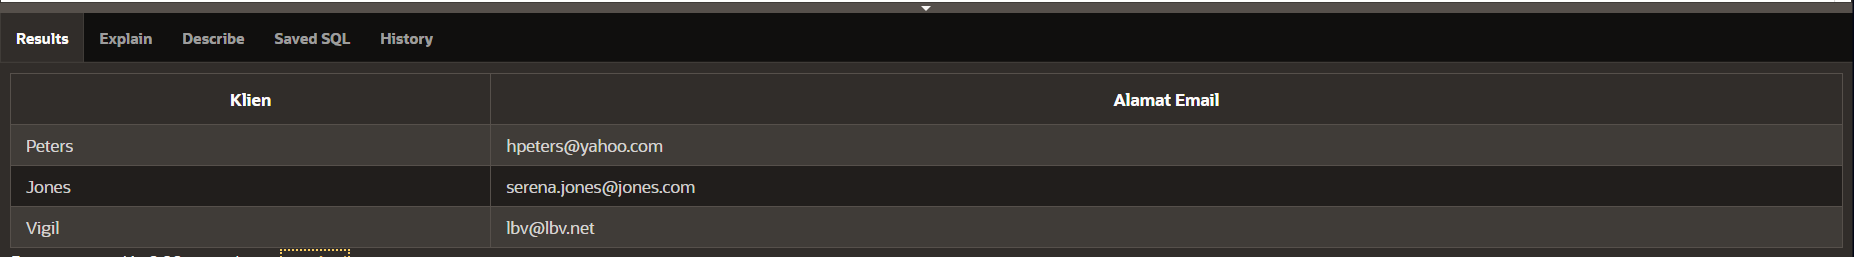 Results Explain Describe Saved SQL History
Klien Alamat Email
Peters hpeters@yahoo.com
Jones serena.jones@jones.com
Vigil lbv@lbv.net